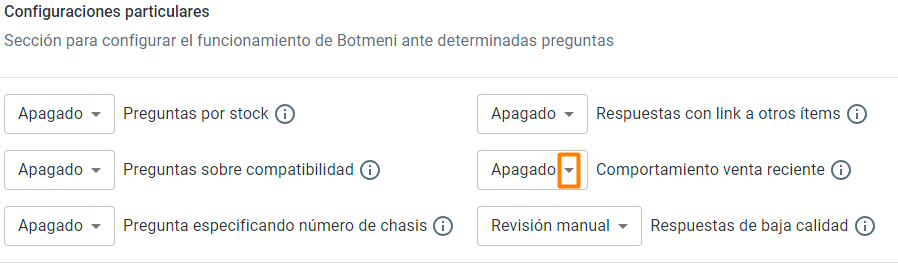 Configuraciones particulares
Sección para configurar el funcionamiento de Botmeni ante determinadas preguntas
Apagado Preguntas por stock
Apagado Respuestas con link a otros ítems
Apagado Preguntas sobre compatibilidad
Apagado Comportamiento venta reciente
Apagado Pregunta especificando número de chasis
Revisión manual Respuestas de baja calidad